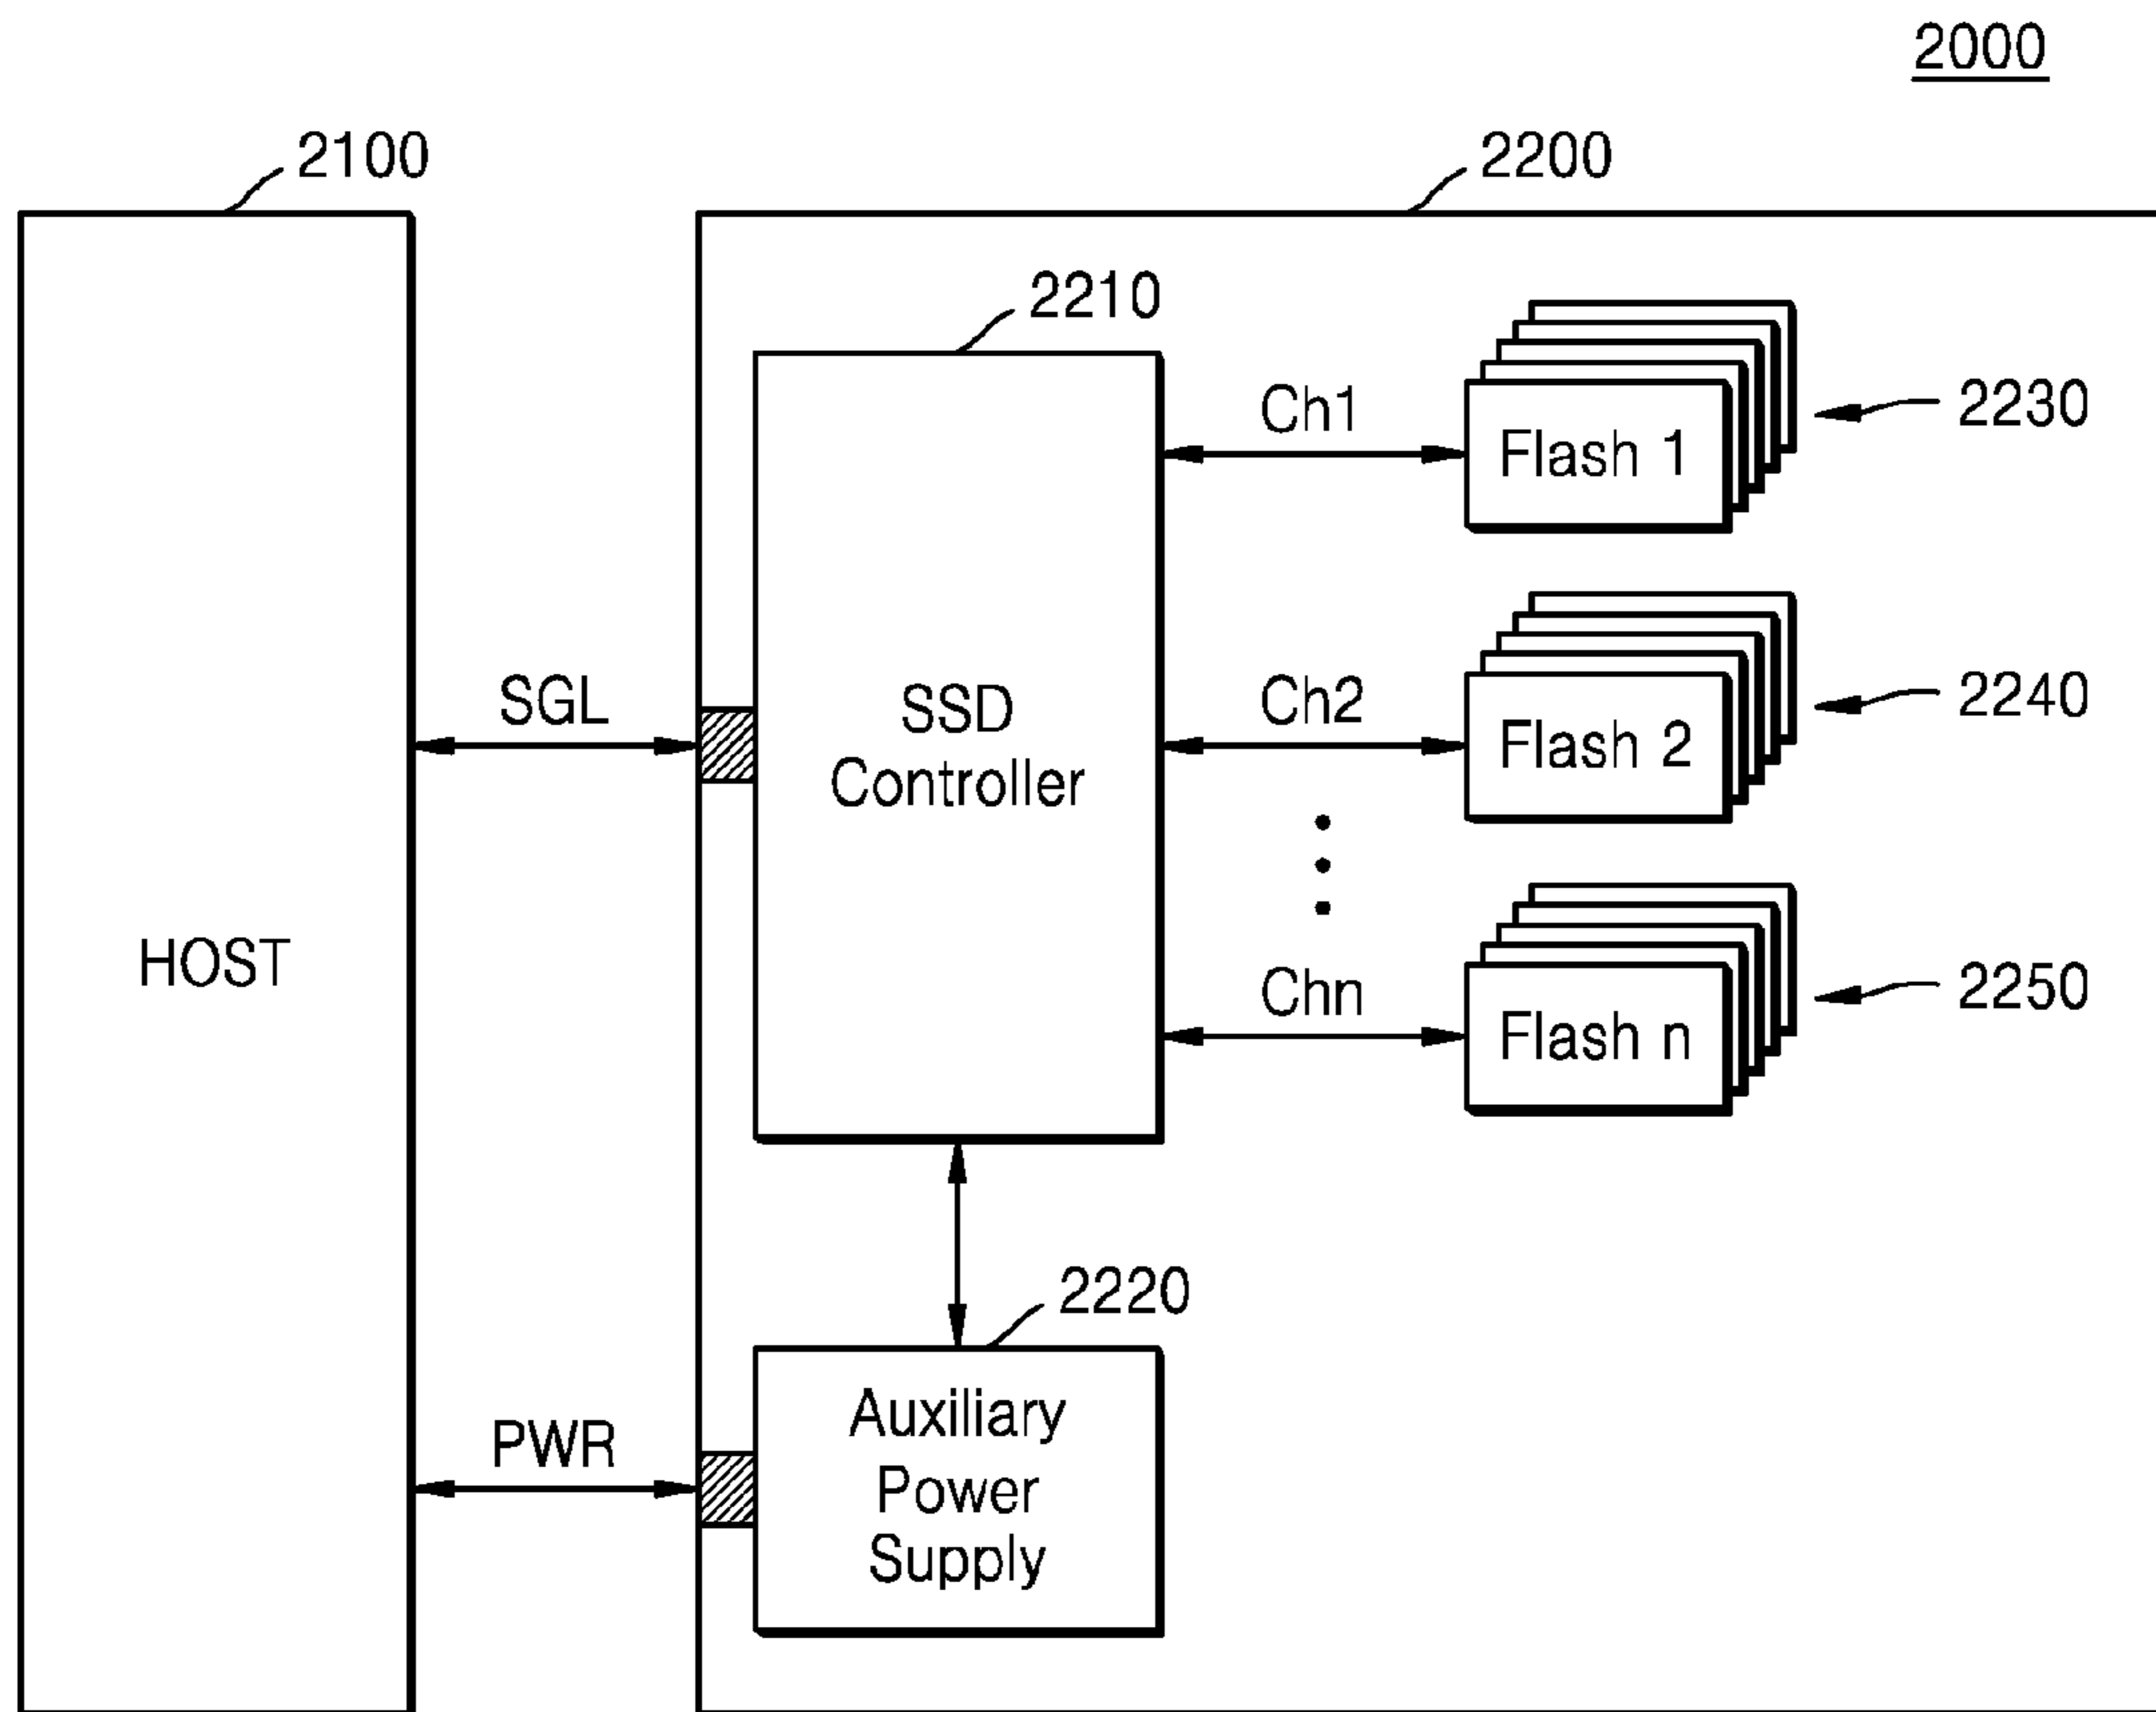 2000
2100
2200
2210
Ch1
Flash 1
2230
SGL
SSD
Controller
Ch2
Flash 2
2240
HOST
Chn
Flash n
2250
2220
PWR
Auxiliary
Power
Supply